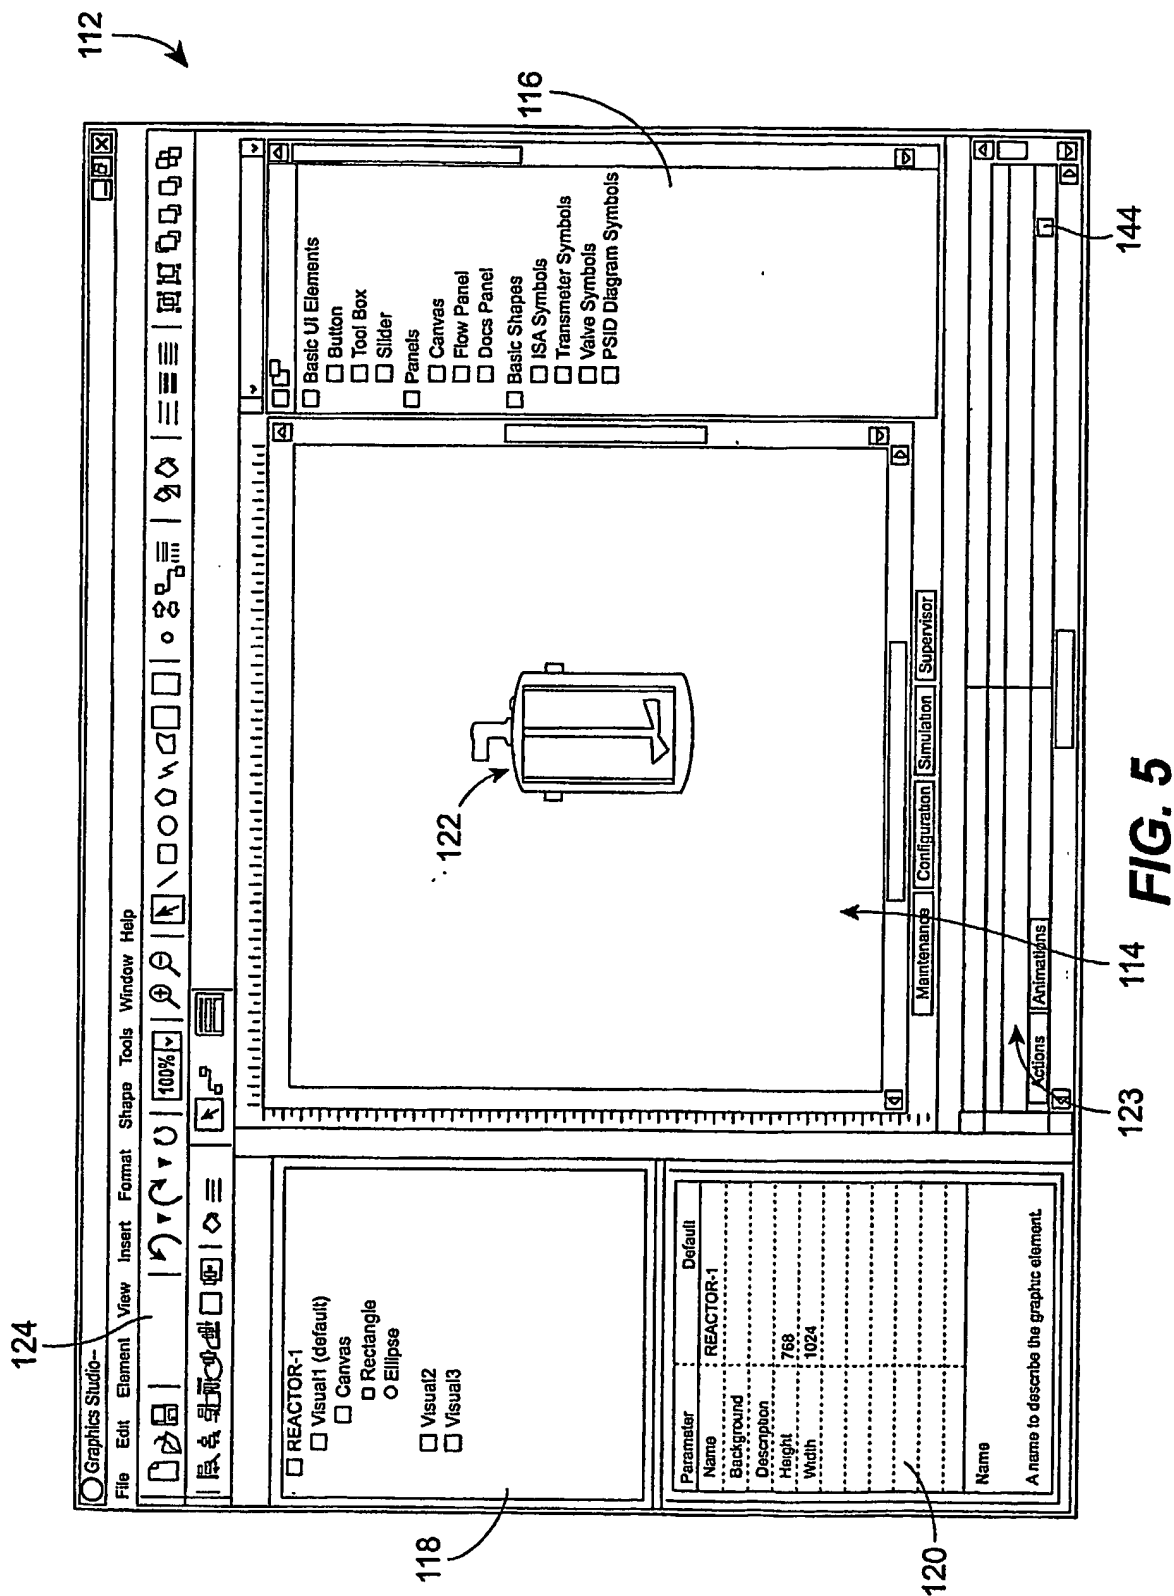 112
124
Graphics Studio--
File Edit Element View Insert Format Shape Tools Window Help
100%
116
REACTOR-1
Visual1 (default)
Canvas
Rectangle
Ellipse
Visual2
Visual3
118
122
Basic UI Elements
Button
Tool Box
Slider
Panels
Canvas
Flow Panel
Docs Panel
Basic Shapes
ISA Symbols
Transmeter Symbols
Valve Symbols
PSID Diagram Symbols
Parameter Default
Name REACTOR-1
Background
Description
Height 768
Width 1024
Name
A name to describe the graphic element.
120
Maintenance Configuration Simulation Supervisor
Actions Animations
123
114
144
FIG. 5